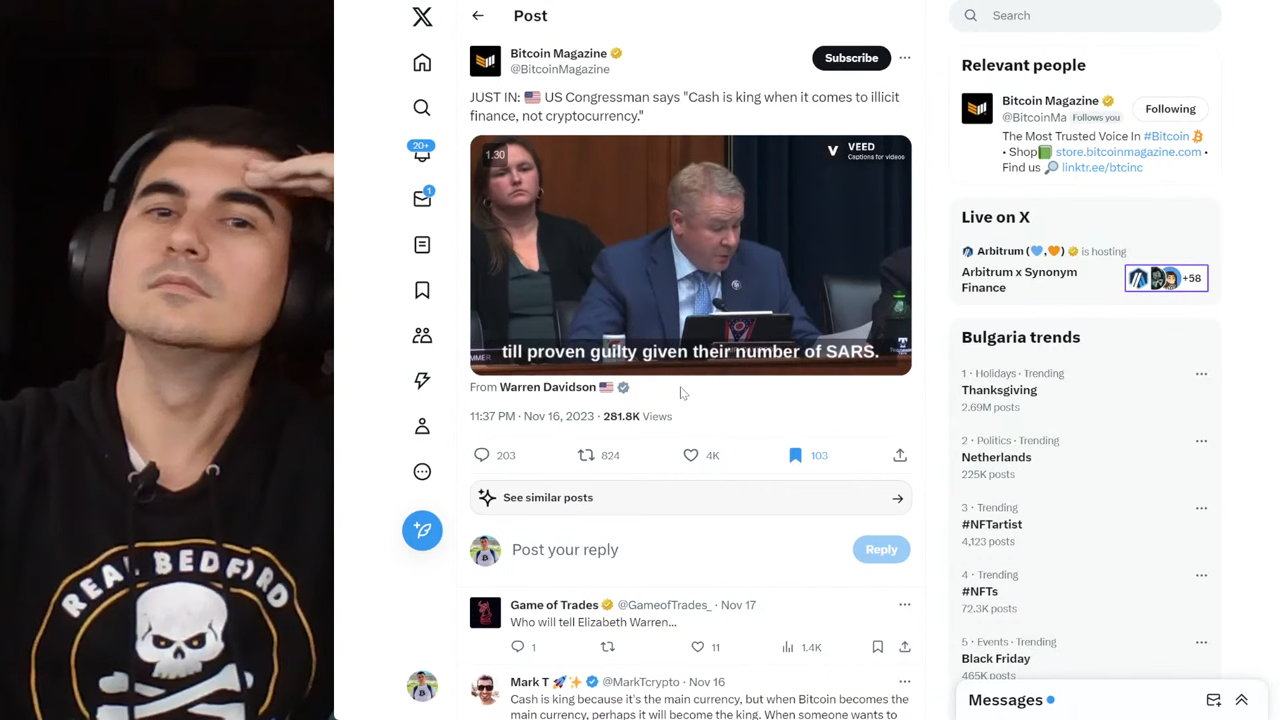 REAL BEDFORD
Post
Bitcoin Magazine
@BitcoinMagazine
Subscribe
JUST IN: 🇺🇸 US Congressman says "Cash is king when it comes to illicit
finance, not cryptocurrency."
1.30
VEED
Captions for videos
till proven guilty given their number of SARS.
From Warren Davidson 🇺🇸
11:37 PM · Nov 16, 2023 · 281.8K Views
203
824
4K
103
See similar posts
Post your reply
Reply
Game of Trades @GameofTrades_ · Nov 17
Who will tell Elizabeth Warren...
1
11
1.4K
Mark T 🚀✨ @MarkTcrypto · Nov 16
Cash is king because it's the main currency, but when Bitcoin becomes the
main currency, perhaps it will become the king. When someone wants to
20+
1
Search
Relevant people
Bitcoin Magazine
@BitcoinMa Follows you
Following
The Most Trusted Voice In #Bitcoin
• Shop📗 store.bitcoinmagazine.com •
Find us 🔎 linktr.ee/btcinc
Live on X
Arbitrum (💙,🧡) is hosting
Arbitrum x Synonym
Finance
+58
Bulgaria trends
1 · Holidays · Trending
Thanksgiving
2.69M posts
2 · Politics · Trending
Netherlands
225K posts
3 · Trending
#NFTartist
4,123 posts
4 · Trending
#NFTs
72.3K posts
5 · Events · Trending
Black Friday
465K posts
Messages